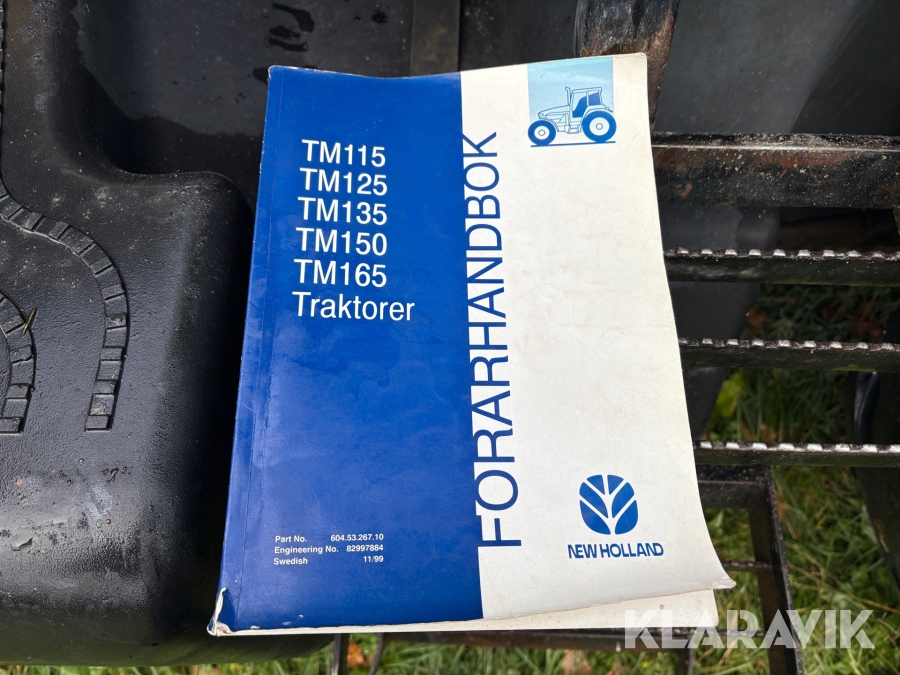 TM115
TM125
TM135
TM150
TM165
Traktorer
FORARHANDBOK
Part No. 604.53.267.10
Engineering No. 82997884
Swedish 11/99
NEW HOLLAND
KLARAVIK